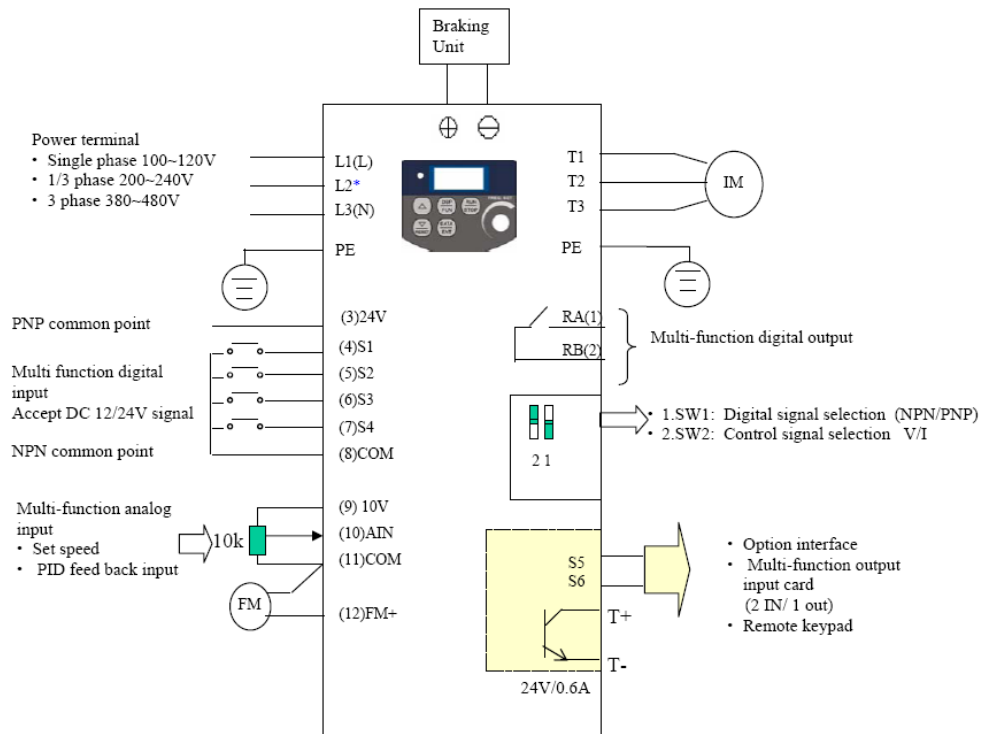 Braking
Unit
Power terminal
• Single phase 100~120V
• 1/3 phase 200~240V
• 3 phase 380~480V
L1(L)
L2*
L3(N)
PE
T1
T2
T3
IM
PE
PNP common point
(3)24V
(4)S1
(5)S2
(6)S3
(7)S4
(8)COM
Multi function digital
input
Accept DC 12/24V signal
NPN common point
RA(1)
RB(2)
Multi-function digital output
2 1
• 1.SW1: Digital signal selection (NPN/PNP)
• 2.SW2: Control signal selection V/I
Multi-function analog
input
• Set speed
• PID feed back input
10k
(9) 10V
(10)AIN
(11)COM
(12)FM+
FM
S5
S6
T+
T-
24V/0.6A
• Option interface
• Multi-function output
input card
(2 IN/ 1 out)
• Remote keypad